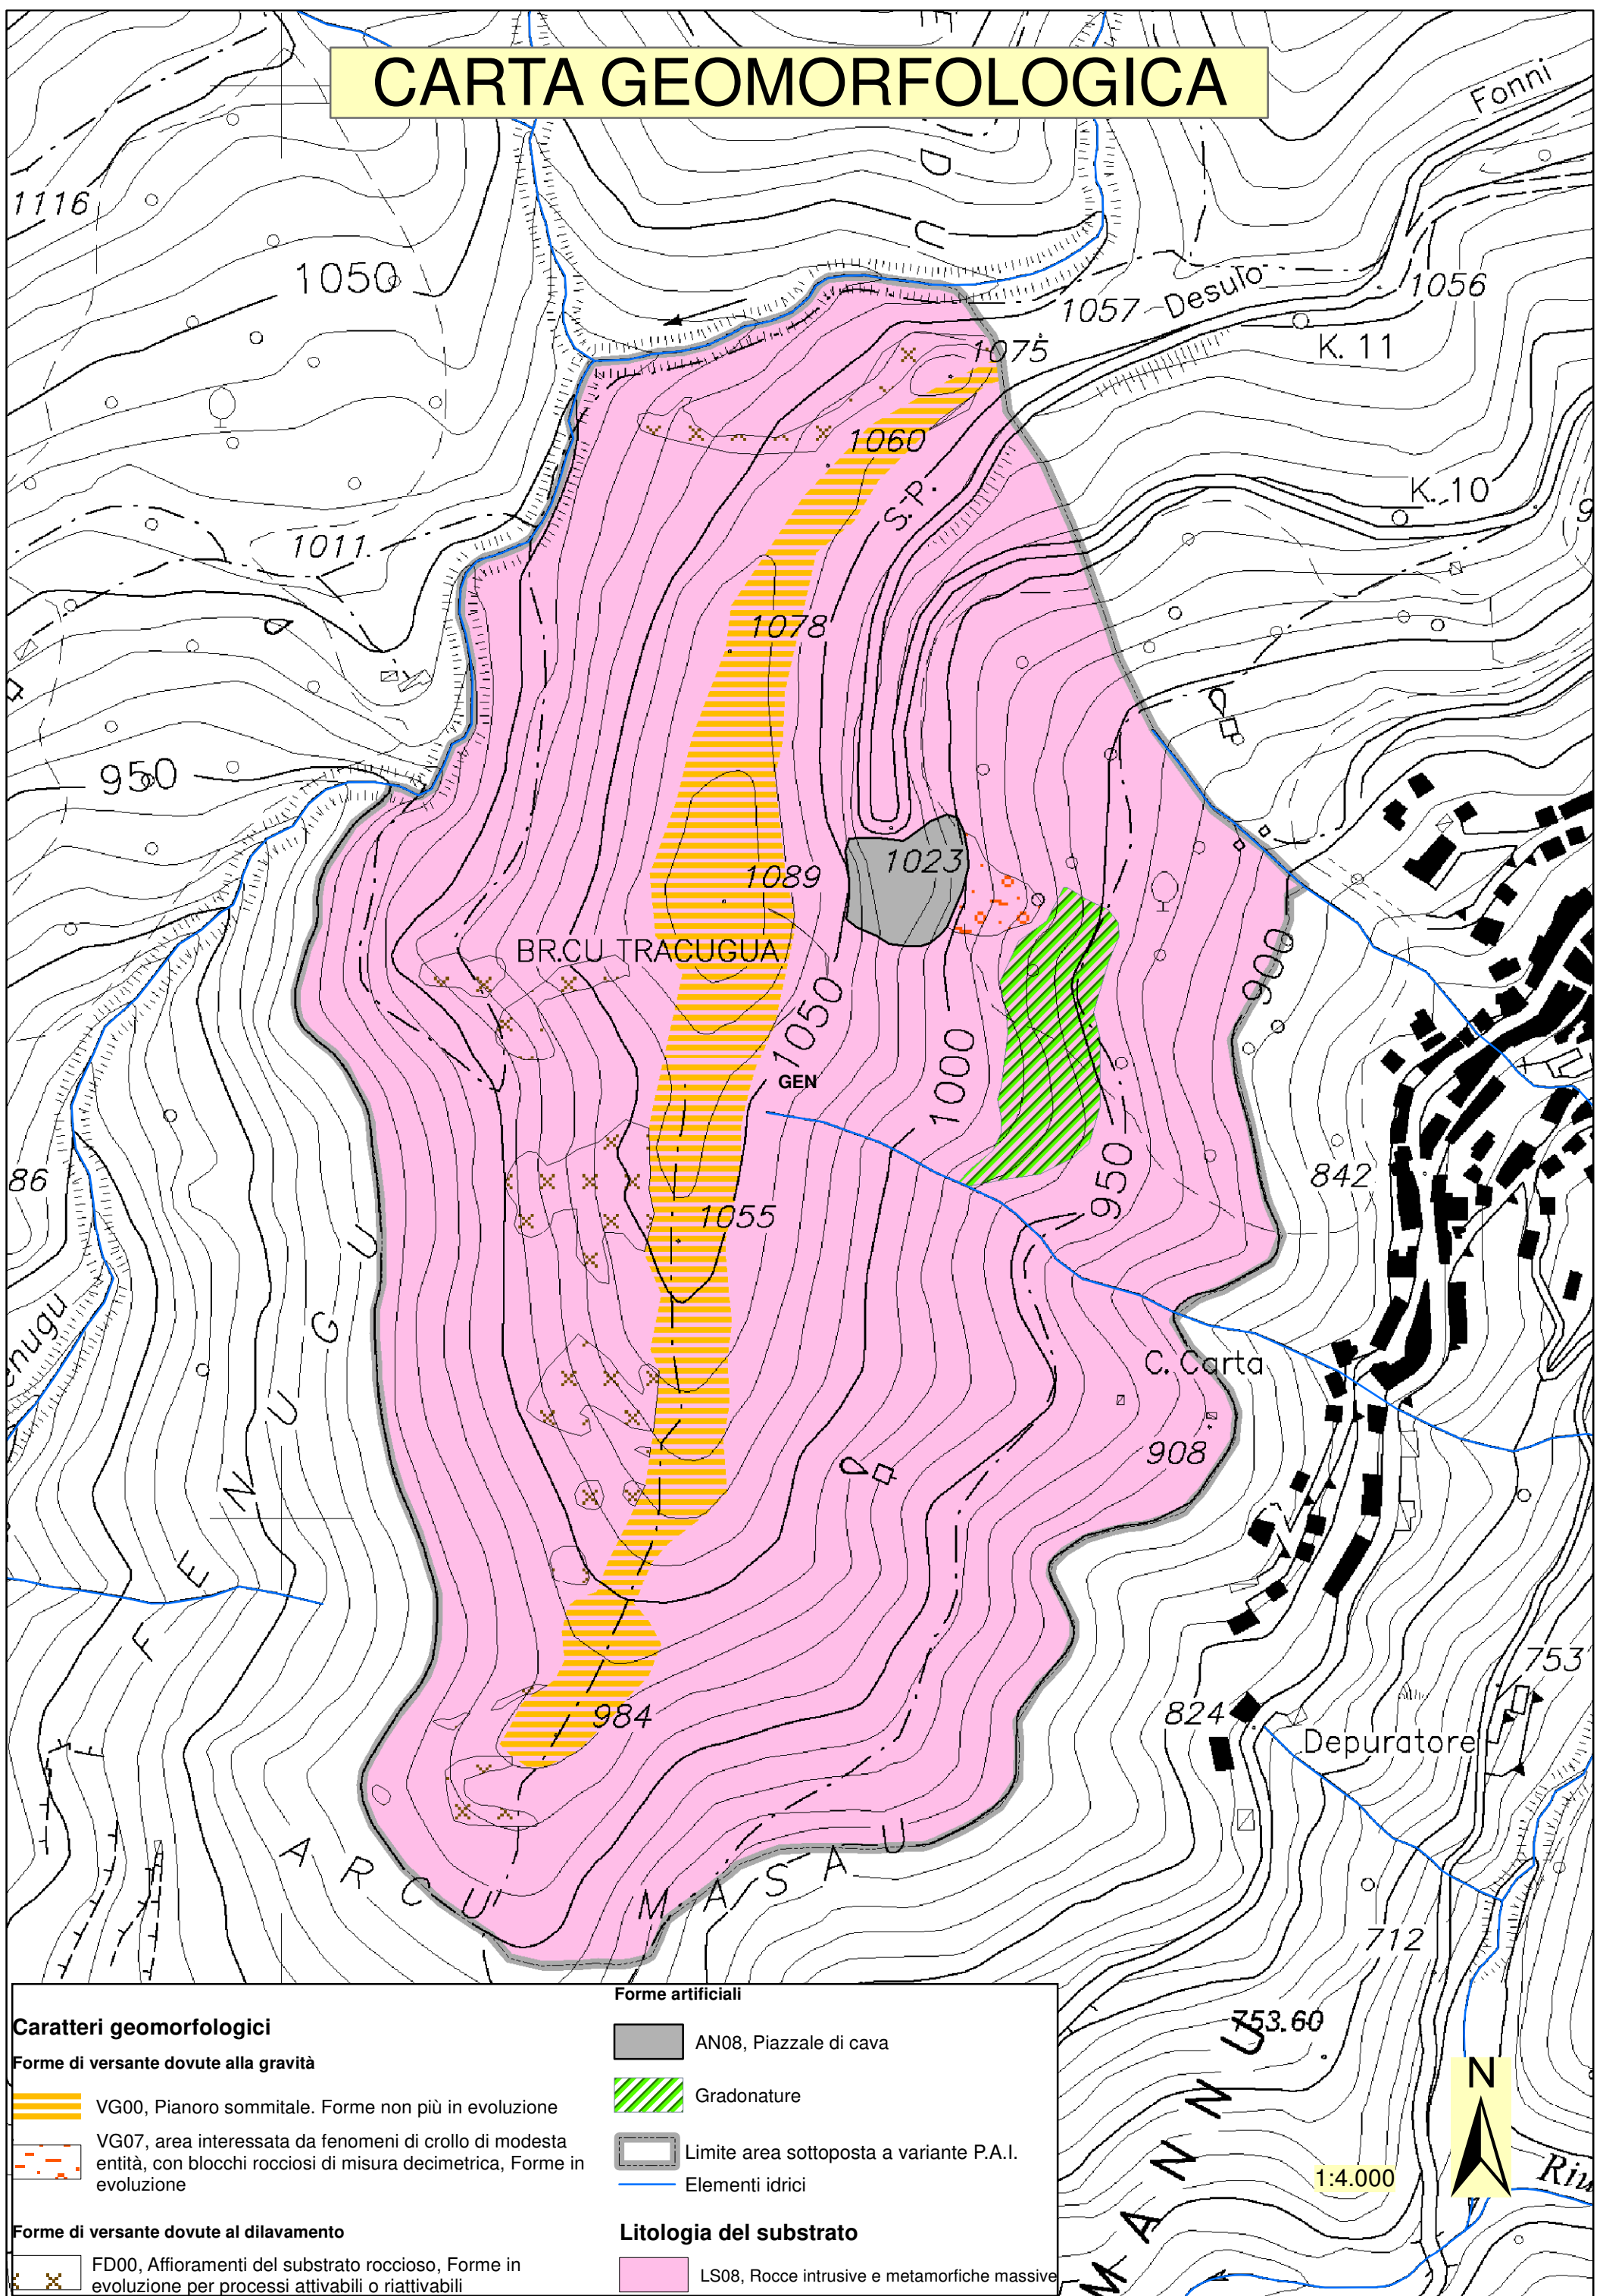 CARTA GEOMORFOLOGICA
Fonni
D
U
1116
1050
1057
Desulo
1056
K. 11
1075
1060
S.P.
K. 10
1011
1078
950
1089
1023
BR.CU TRACUGUA
1050
GEN
1000
900
950
86
842
1055
FENUGU
enugu
C. Carta
908
984
753
824
Depuratore
ARCU MASAU
712
753.60
MANNU
N
1:4.000
Riu
Caratteri geomorfologici
Forme di versante dovute alla gravità
VG00, Pianoro sommitale. Forme non più in evoluzione
VG07, area interessata da fenomeni di crollo di modesta
entità, con blocchi rocciosi di misura decimetrica, Forme in
evoluzione
Forme di versante dovute al dilavamento
FD00, Affioramenti del substrato roccioso, Forme in
evoluzione per processi attivabili o riattivabili
Forme artificiali
AN08, Piazzale di cava
Gradonature
Limite area sottoposta a variante P.A.I.
Elementi idrici
Litologia del substrato
LS08, Rocce intrusive e metamorfiche massive